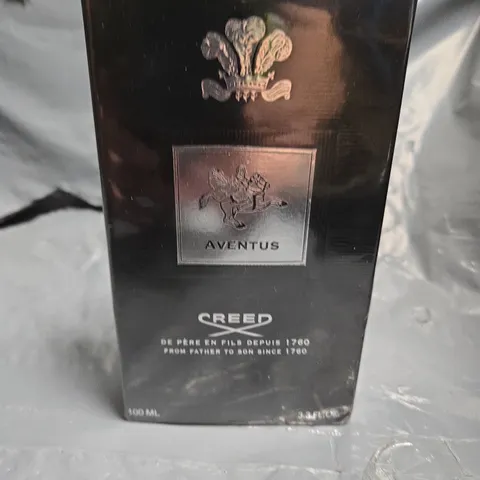 AVENTUS
CREED
DE PÈRE EN FILS DEPUIS 1760
FROM FATHER TO SON SINCE 1760
100 ML